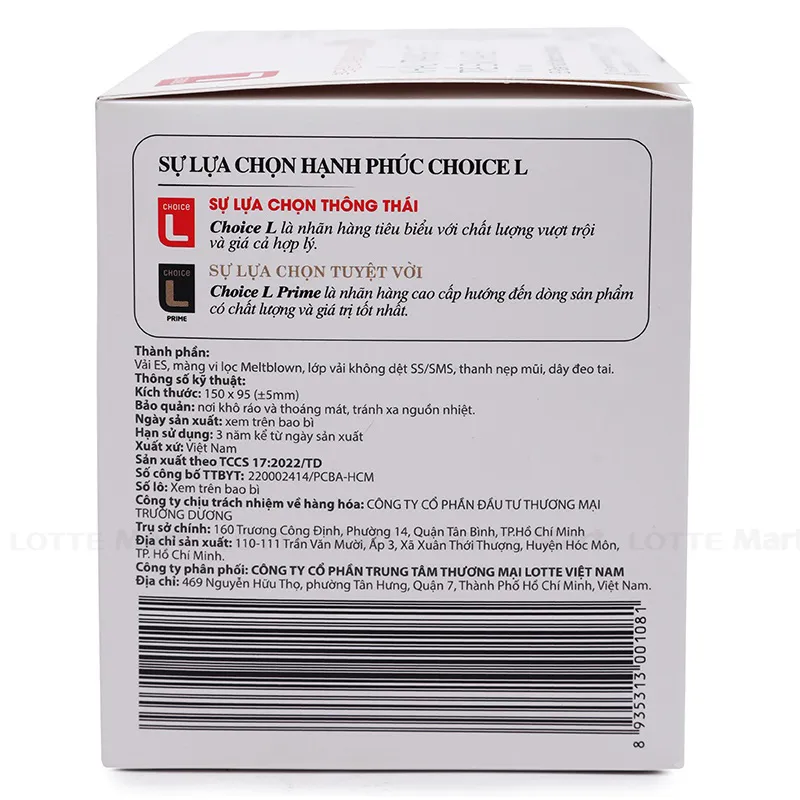 SỰ LỰA CHỌN HẠNH PHÚC CHOICE L
CHOICE
L
SỰ LỰA CHỌN THÔNG THÁI
Choice L là nhãn hàng tiêu biểu với chất lượng vượt trội
và giá cả hợp lý.
CHOICE
L
PRIME
SỰ LỰA CHỌN TUYỆT VỜI
Choice L Prime là nhãn hàng cao cấp hướng đến dòng sản phẩm
có chất lượng và giá trị tốt nhất.
Thành phần:
Vải ES, màng vi lọc Meltblown, lớp vải không dệt SS/SMS, thanh nẹp mũi, dây đeo tai.
Thông số kỹ thuật:
Kích thước: 150 x 95 (±5mm)
Bảo quản: nơi khô ráo và thoáng mát, tránh xa nguồn nhiệt.
Ngày sản xuất: xem trên bao bì
Hạn sử dụng: 3 năm kể từ ngày sản xuất
Xuất xứ: Việt Nam
Sản xuất theo TCCS 17:2022/TD
Số công bố TTBYT: 220002414/PCBA-HCM
Số lô: Xem trên bao bì
Công ty chịu trách nhiệm về hàng hóa: CÔNG TY CỔ PHẦN ĐẦU TƯ THƯƠNG MẠI
TRƯỜNG DƯƠNG
Trụ sở chính: 160 Trương Công Định, Phường 14, Quận Tân Bình, TP.Hồ Chí Minh
Địa chỉ sản xuất: 110-111 Trần Văn Mười, Ấp 3, Xã Xuân Thới Thượng, Huyện Hóc Môn,
TP. Hồ Chí Minh.
Công ty phân phối: CÔNG TY CỔ PHẦN TRUNG TÂM THƯƠNG MẠI LOTTE VIỆT NAM
Địa chỉ: 469 Nguyễn Hữu Thọ, phường Tân Hưng, Quận 7, Thành Phố Hồ Chí Minh, Việt Nam.
8 935313 001081
LOTTE Mart
LOTTE Mart